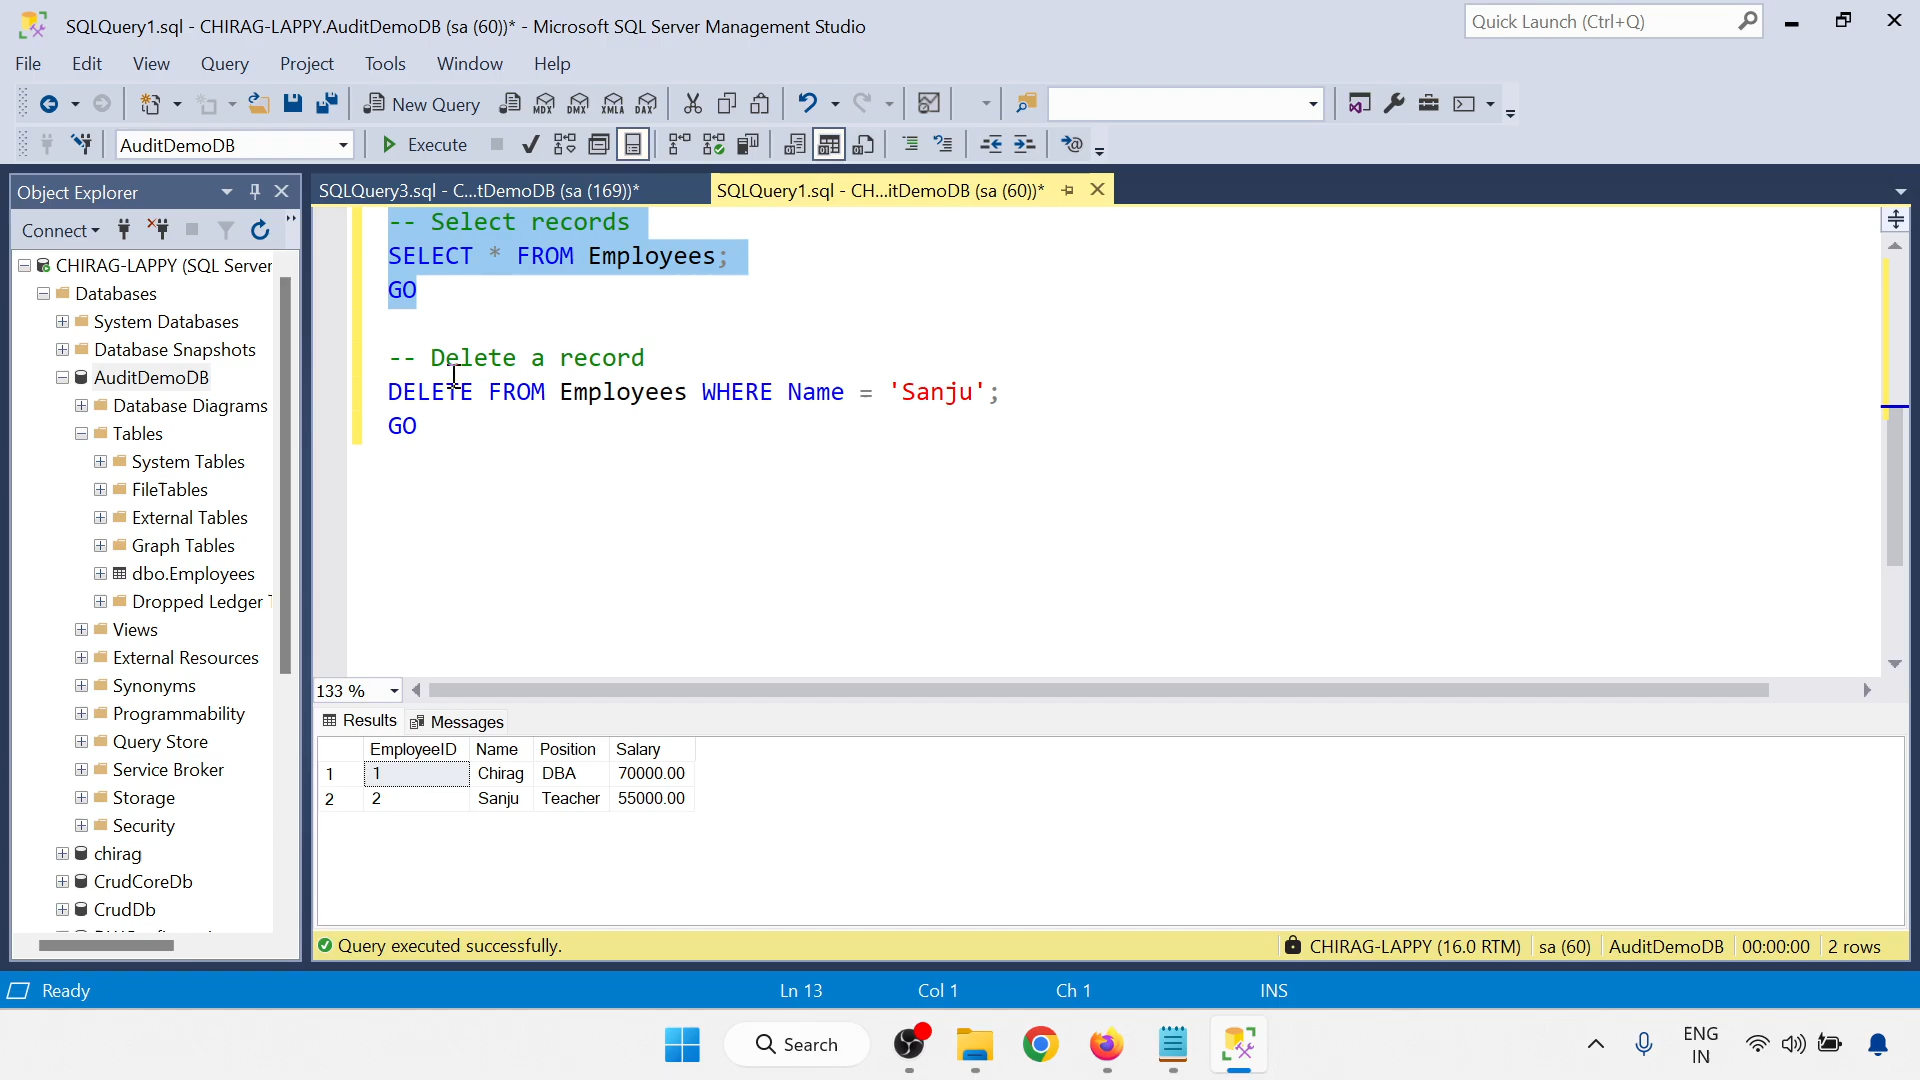 SQLQuery1.sql - CHIRAG-LAPPY.AuditDemoDB (sa (60))* - Microsoft SQL Server Management Studio
Quick Launch (Ctrl+Q)
File Edit View Query Project Tools Window Help
New Query
MDX DMX XMLA DAX
AuditDemoDB
Execute
Object Explorer
SQLQuery3.sql - C...tDemoDB (sa (169))*
SQLQuery1.sql - CH...itDemoDB (sa (60))*
Connect
CHIRAG-LAPPY (SQL Server
Databases
System Databases
Database Snapshots
AuditDemoDB
Database Diagrams
Tables
System Tables
FileTables
External Tables
Graph Tables
dbo.Employees
Dropped Ledger
Views
External Resources
Synonyms
Programmability
Query Store
Service Broker
Storage
Security
chirag
CrudCoreDb
CrudDb
-- Select records
SELECT * FROM Employees;
GO
-- Delete a record
DELETE FROM Employees WHERE Name = 'Sanju';
GO
133 %
Results Messages
EmployeeID Name Position Salary
1 1 Chirag DBA 70000.00
2 2 Sanju Teacher 55000.00
Query executed successfully.
CHIRAG-LAPPY (16.0 RTM) sa (60) AuditDemoDB 00:00:00 2 rows
Ready Ln 13 Col 1 Ch 1 INS
Search
ENG
IN